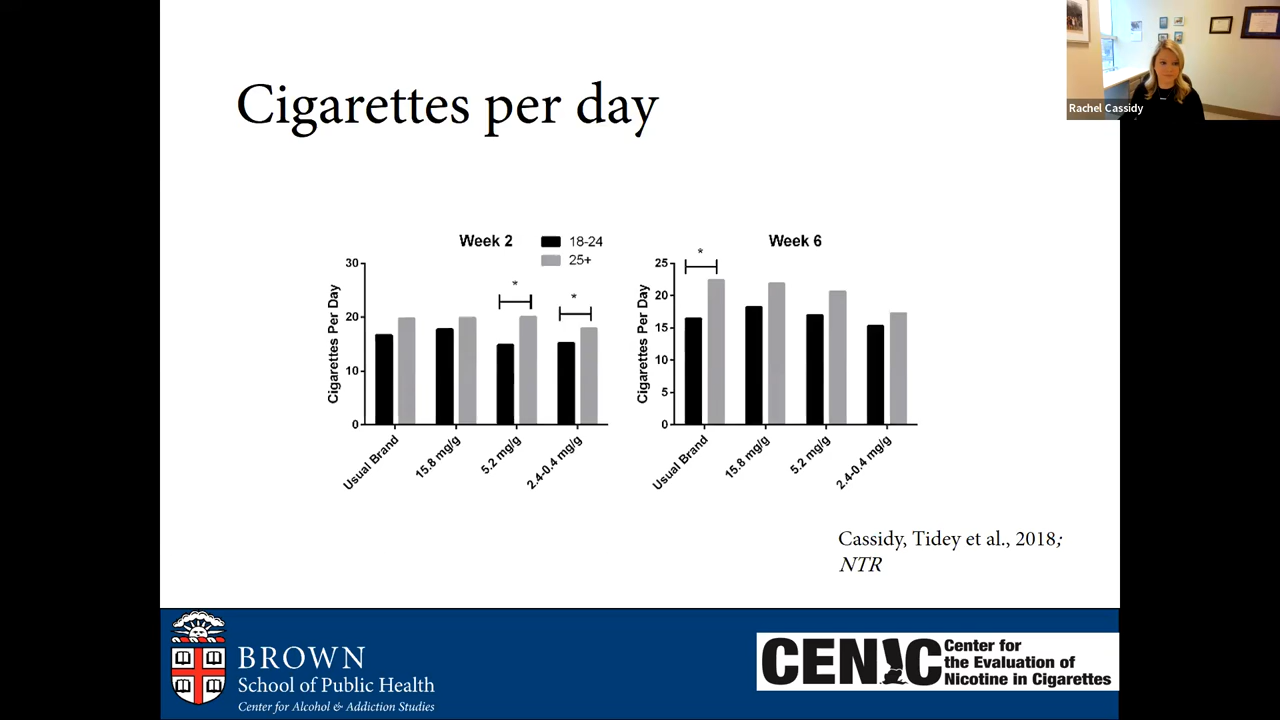 Rachel Cassidy
Cigarettes per day
Week 2
18-24
25+
*
*
30
20
10
0
Cigarettes Per Day
Usual Brand
15.8 mg/g
5.2 mg/g
2.4-0.4 mg/g
Week 6
*
25
20
15
10
5
0
Cigarettes Per Day
Usual Brand
15.8 mg/g
5.2 mg/g
2.4-0.4 mg/g
Cassidy, Tidey et al., 2018;
NTR
BROWN
School of Public Health
Center for Alcohol & Addiction Studies
CENIC
Center for
the Evaluation of
Nicotine in Cigarettes